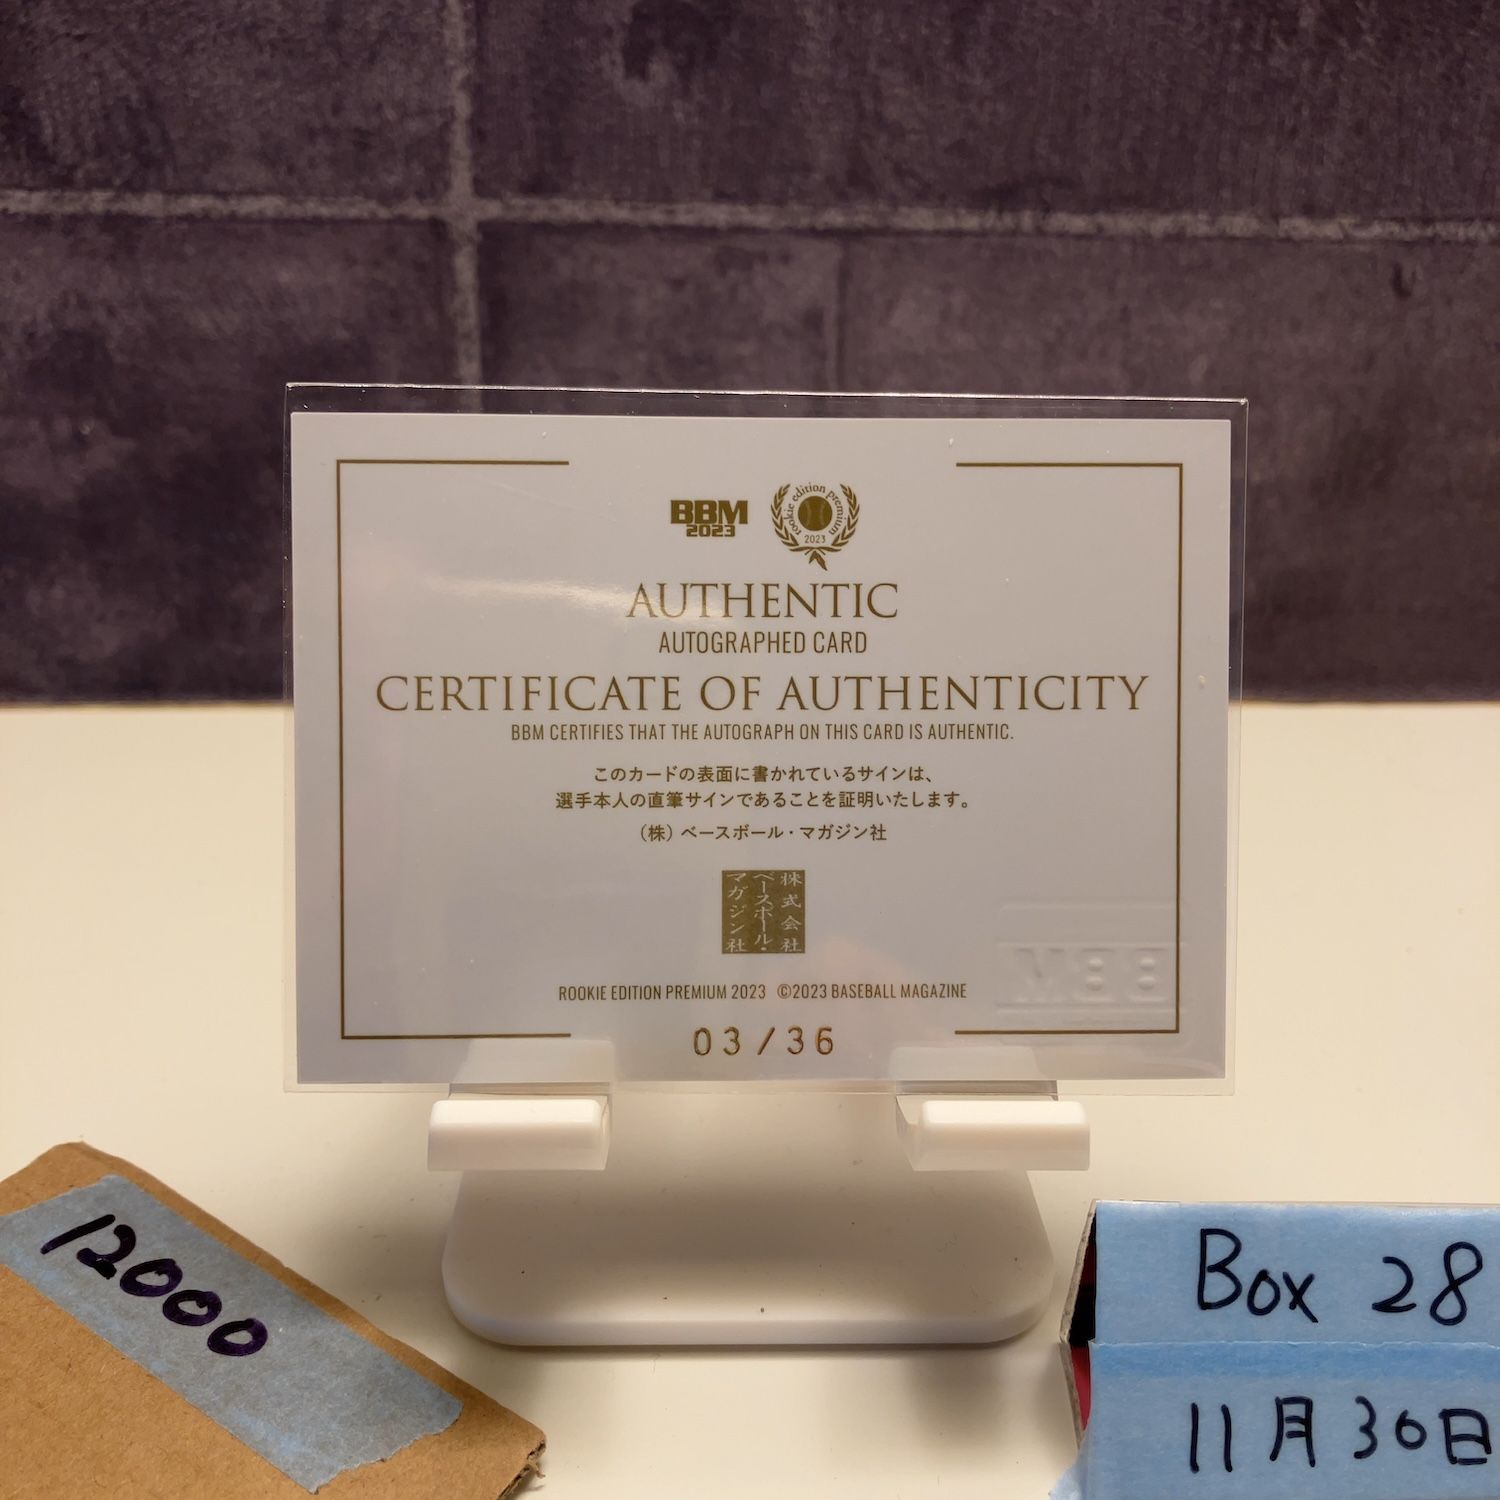 BBM
2023
rookie edition premium
2023
AUTHENTIC
AUTOGRAPHED CARD
CERTIFICATE OF AUTHENTICITY
BBM CERTIFIES THAT THE AUTOGRAPH ON THIS CARD IS AUTHENTIC.
このカードの表面に書かれているサインは、
選手本人の直筆サインであることを証明いたします。
(株)ベースボール・マガジン社
株式会社
ベースボール・
マガジン社
BBM
ROOKIE EDITION PREMIUM 2023 ©2023 BASEBALL MAGAZINE
03/36
12000
Box 28
11月30日